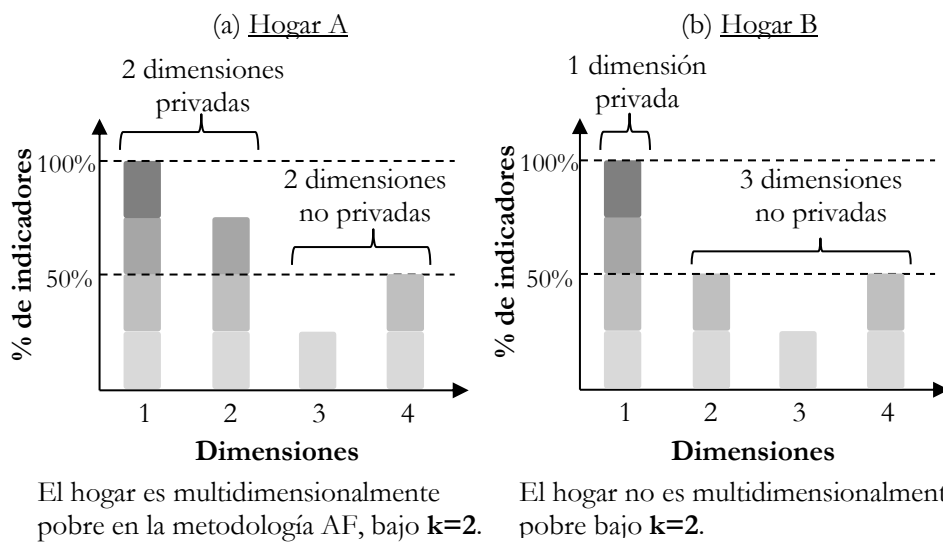 (a) Hogar A
2 dimensiones
privadas
100%
2 dimensiones
no privadas
50%
% de indicadores
1 2 3 4
Dimensiones
El hogar es multidimensionalmente
pobre en la metodología AF, bajo k=2.
(b) Hogar B
1 dimensión
privada
100%
3 dimensiones
no privadas
50%
% de indicadores
1 2 3 4
Dimensiones
El hogar no es multidimensionalment
pobre bajo k=2.